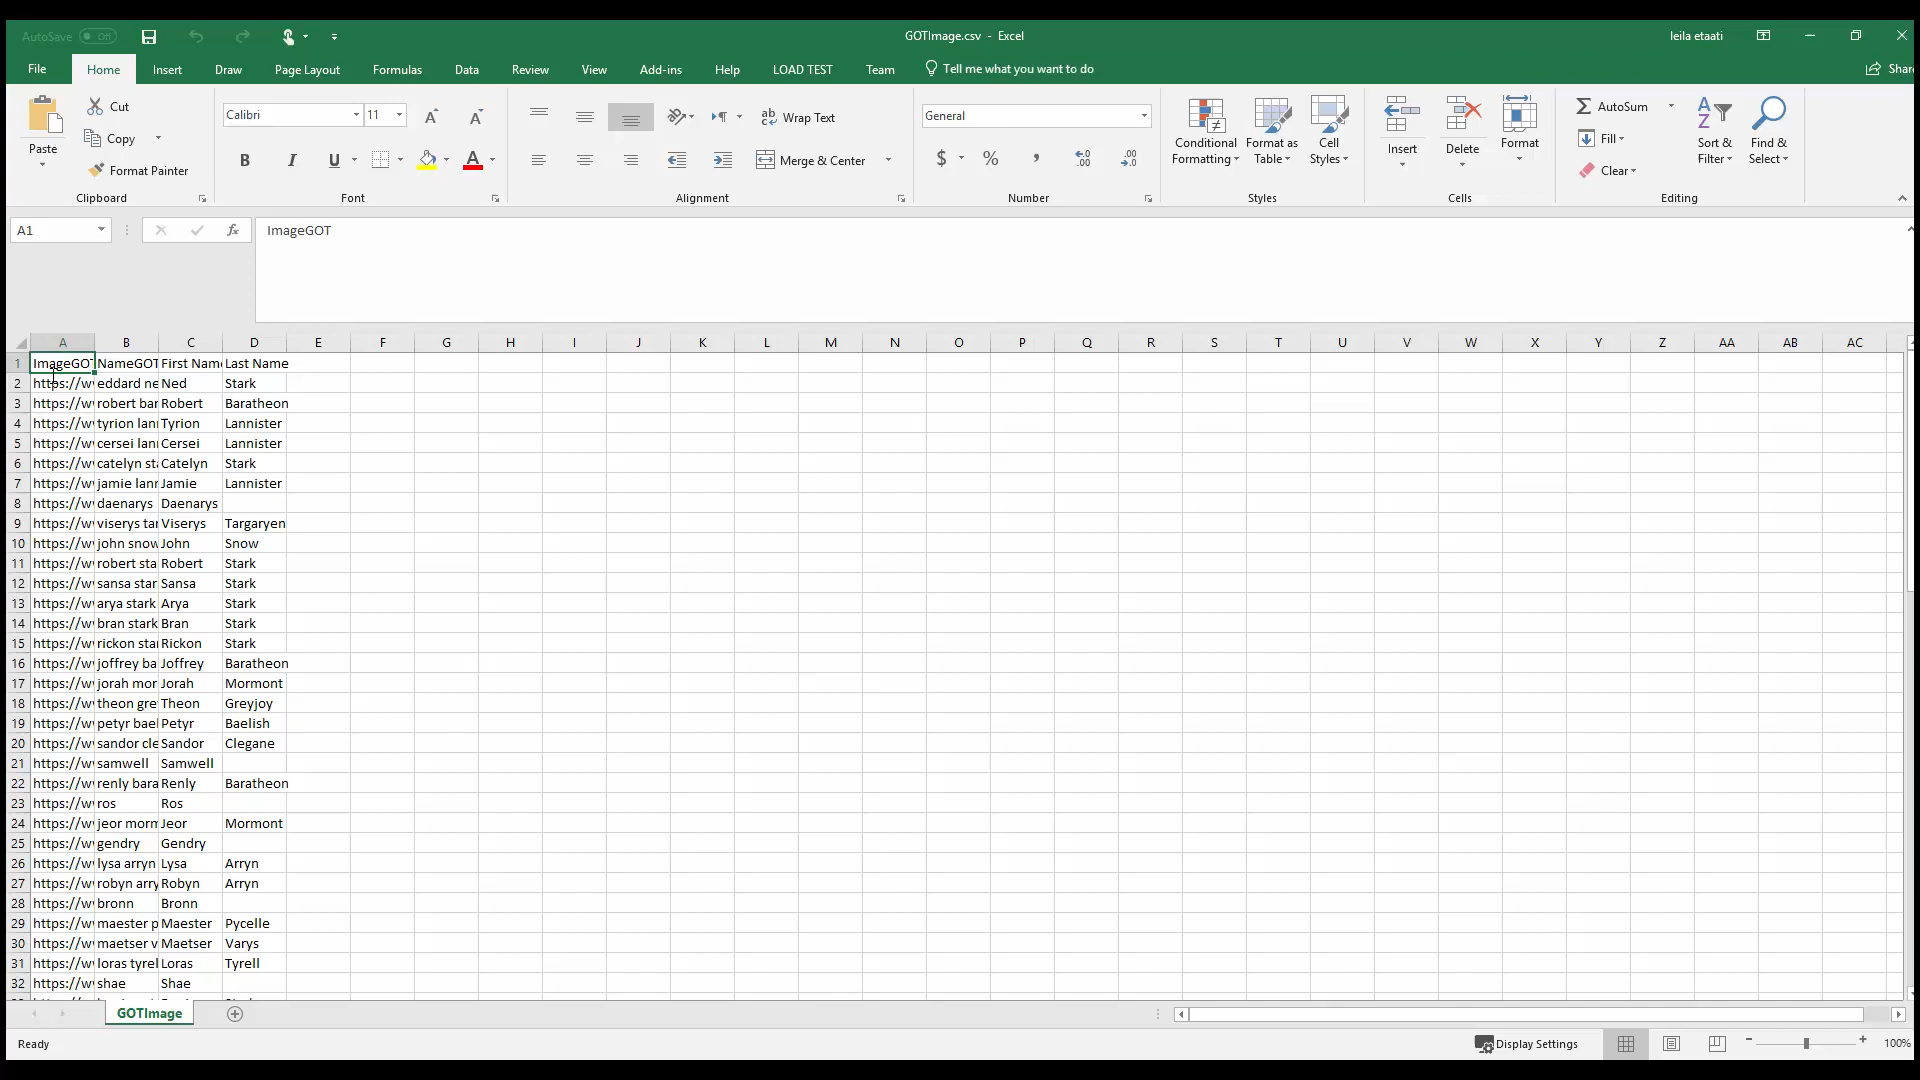 AutoSave Off
GOTImage.csv - Excel
leila etaati
File Home Insert Draw Page Layout Formulas Data Review View Add-ins Help LOAD TEST Team Tell me what you want to do Share
Paste Cut Copy Format Painter
Clipboard
Calibri 11
B I U A
Font
Wrap Text
Merge & Center
Alignment
General
$ % ,
Number
Conditional Formatting
Format as Table
Cell Styles
Styles
Insert Delete Format
Cells
AutoSum
Fill
Clear
Sort & Filter
Find & Select
Editing
A1 fx ImageGOT
A B C D E F G H I J K L M N O P Q R S T U V W X Y Z AA AB AC
1 ImageGOT NameGOT First Name Last Name
2 https://w eddard ne Ned Stark
3 https://w robert bar Robert Baratheon
4 https://w tyrion lan Tyrion Lannister
5 https://w cersei lan Cersei Lannister
6 https://w catelyn sta Catelyn Stark
7 https://w jamie lann Jamie Lannister
8 https://w daenarys Daenarys
9 https://w viserys tar Viserys Targaryen
10 https://w john snow John Snow
11 https://w robert sta Robert Stark
12 https://w sansa star Sansa Stark
13 https://w arya stark Arya Stark
14 https://w bran stark Bran Stark
15 https://w rickon star Rickon Stark
16 https://w joffrey ba Joffrey Baratheon
17 https://w jorah mor Jorah Mormont
18 https://w theon gre Theon Greyjoy
19 https://w petyr bael Petyr Baelish
20 https://w sandor cle Sandor Clegane
21 https://w samwell Samwell
22 https://w renly bara Renly Baratheon
23 https://w ros Ros
24 https://w jeor morm Jeor Mormont
25 https://w gendry Gendry
26 https://w lysa arryn Lysa Arryn
27 https://w robyn arry Robyn Arryn
28 https://w bronn Bronn
29 https://w maester p Maester Pycelle
30 https://w maetser v Maetser Varys
31 https://w loras tyrel Loras Tyrell
32 https://w shae Shae
GOTImage
Ready
Display Settings
100%